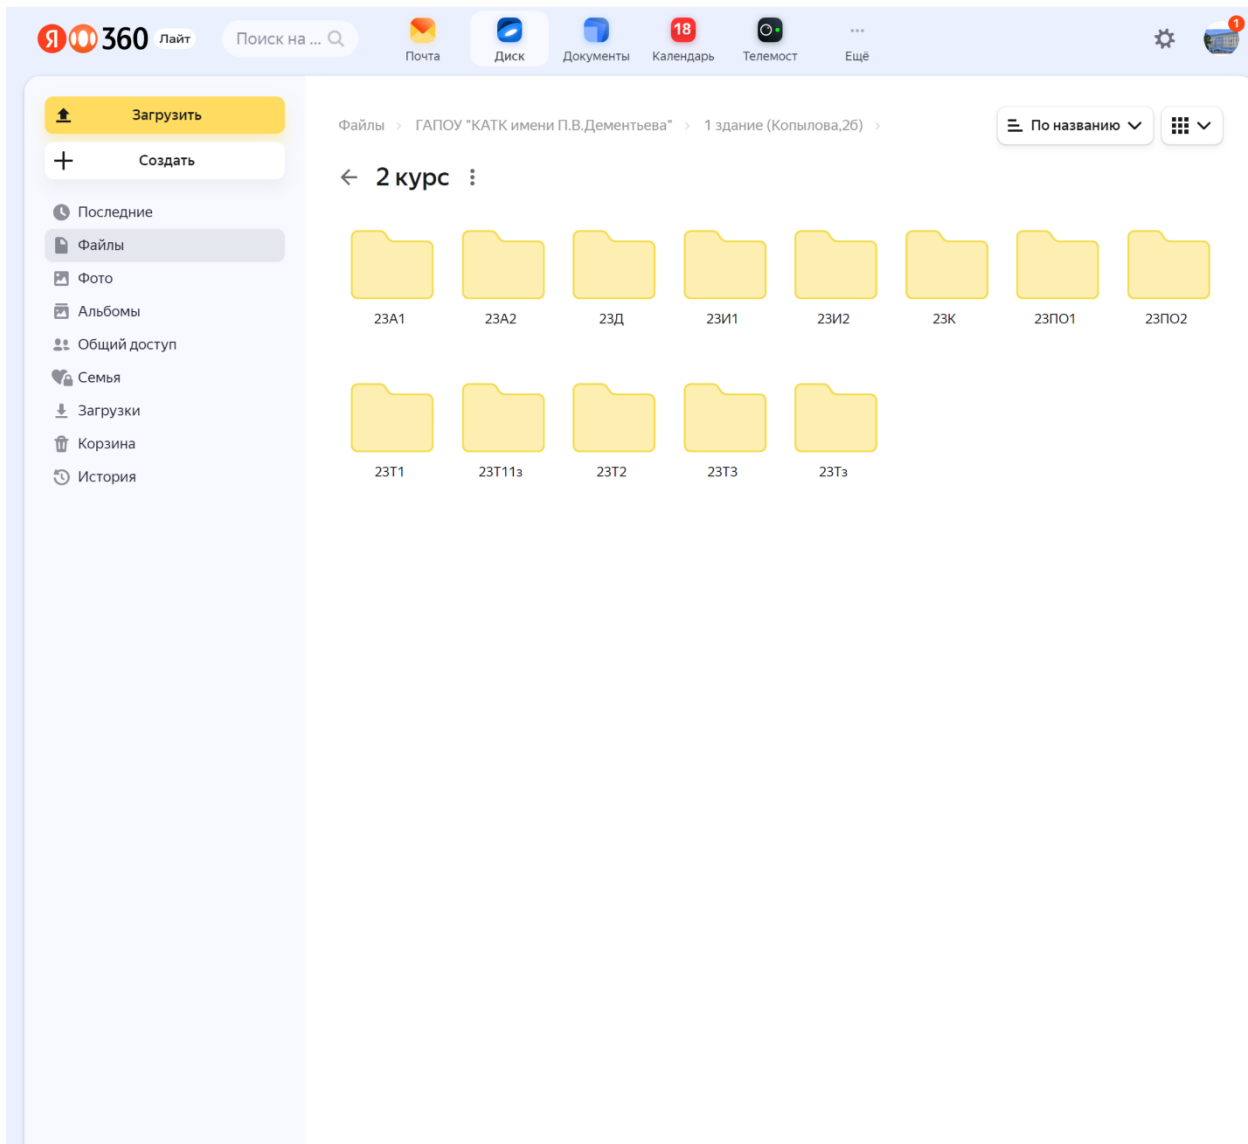 Я 360 Лайт
Поиск на ...
Почта
Диск
Документы
18
Календарь
Телемост
Ещё
1
Загрузить
Создать
Последние
Файлы
Фото
Альбомы
Общий доступ
Семья
Загрузки
Корзина
История
Файлы > ГАПОУ "КАТК имени П.В.Дементьева" > 1 здание (Копылова,2б) >
По названию
2 курс
23А1 23А2 23Д 23И1 23И2 23К 23ПО1 23ПО2
23Т1 23Т11з 23Т2 23Т3 23Тз